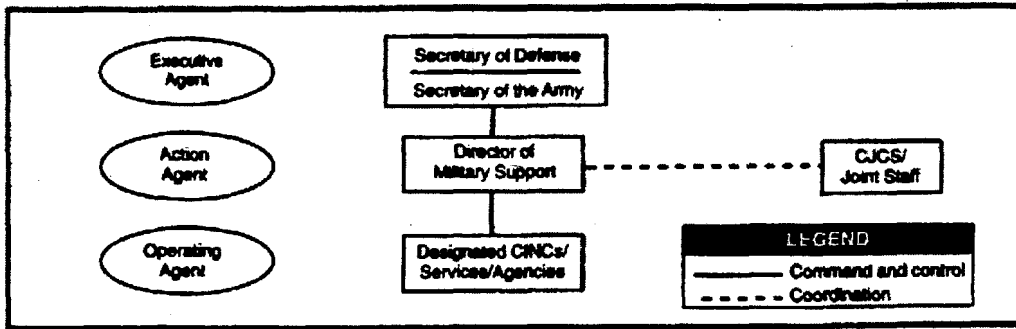 Executive
Agent
Secretary of Defense
Secretary of the Army
Action
Agent
Director of
Military Support
CJCS/
Joint Staff
Operating
Agent
Designated CINCs/
Services/Agencies
LEGEND
Command and control
Coordination